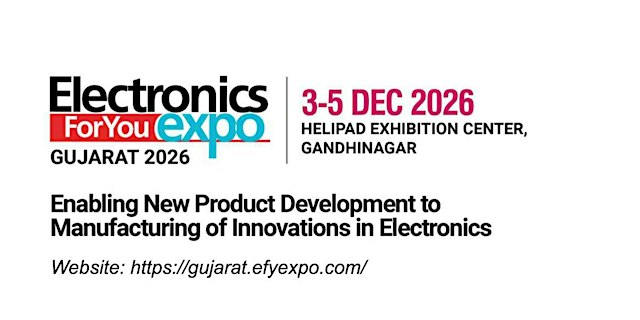 Electronics
ForYou expo
GUJARAT 2026
3-5 DEC 2026
HELIPAD EXHIBITION CENTER,
GANDHINAGAR
Enabling New Product Development to
Manufacturing of Innovations in Electronics
Website: https://gujarat.efyexpo.com/